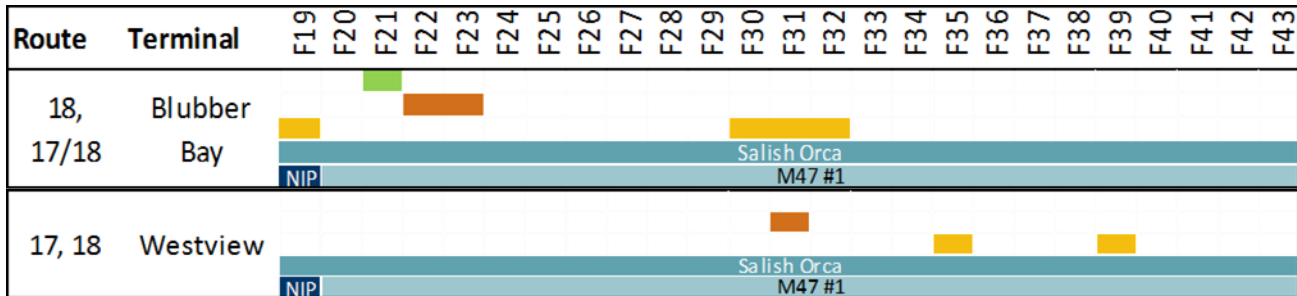 Route Terminal F19 F20 F21 F22 F23 F24 F25 F26 F27 F28 F29 F30 F31 F32 F33 F34 F35 F36 F37 F38 F39 F40 F41 F42 F43
18, Blubber
17/18 Bay
Salish Orca
NIP M47 #1
17, 18 Westview
Salish Orca
NIP M47 #1